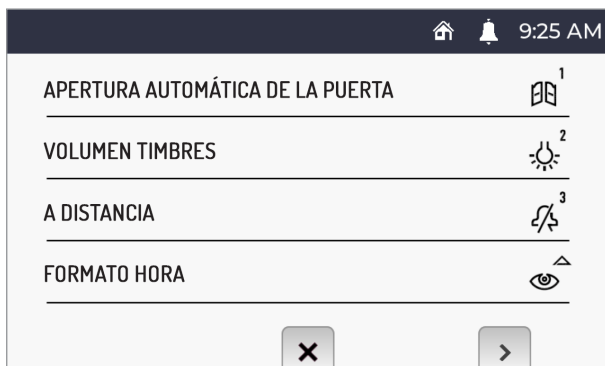 9:25 AM
APERTURA AUTOMÁTICA DE LA PUERTA 1
VOLUMEN TIMBRES 2
A DISTANCIA 3
FORMATO HORA